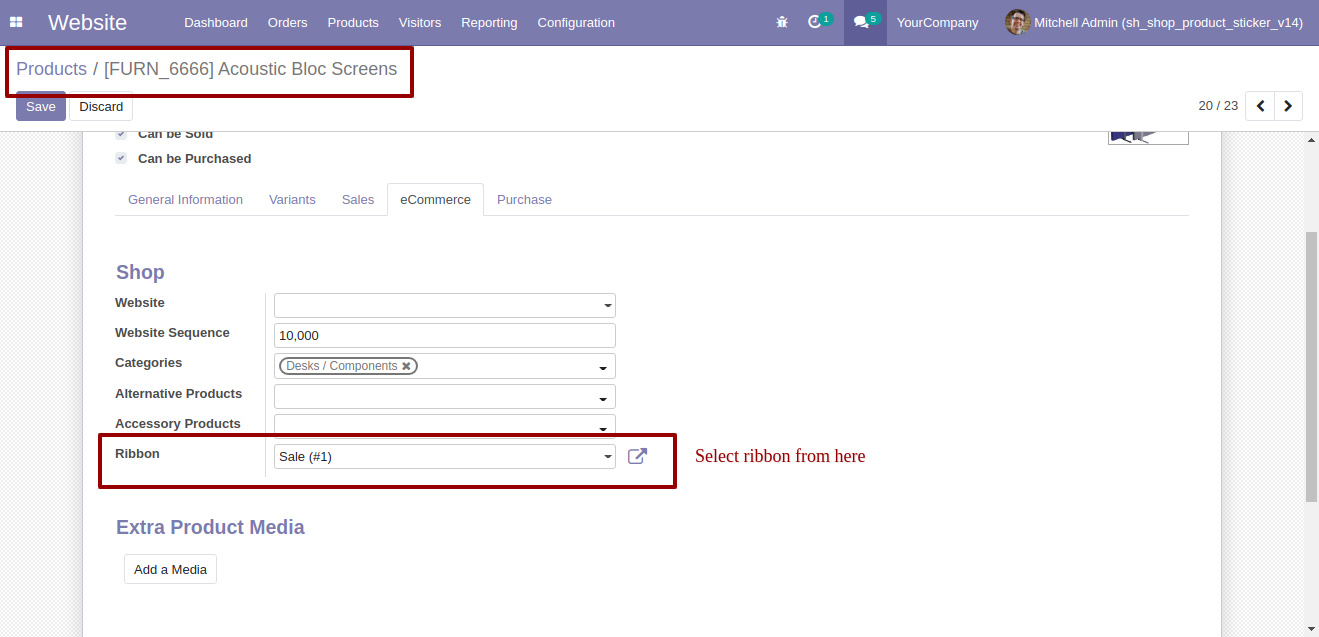 Website Dashboard Orders Products Visitors Reporting Configuration 1 5 YourCompany Mitchell Admin (sh_shop_product_sticker_v14)
Products / [FURN_6666] Acoustic Bloc Screens
Save Discard 20 / 23
Can be Sold
Can be Purchased
General Information Variants Sales eCommerce Purchase
Shop
Website
Website Sequence 10,000
Categories Desks / Components
Alternative Products
Accessory Products
Ribbon Sale (#1) Select ribbon from here
Extra Product Media
Add a Media